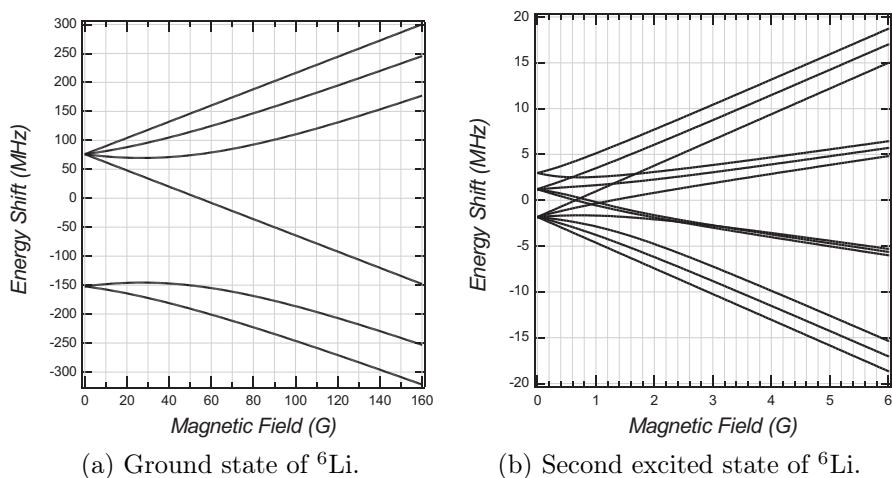 300
250
200
150
100
50
0
-50
-100
-150
-200
-250
-300
Energy Shift (MHz)
0 20 40 60 80 100 120 140 160
Magnetic Field (G)
(a) Ground state of ⁶Li.
20
15
10
5
0
-5
-10
-15
-20
Energy Shift (MHz)
0 1 2 3 4 5 6
Magnetic Field (G)
(b) Second excited state of ⁶Li.